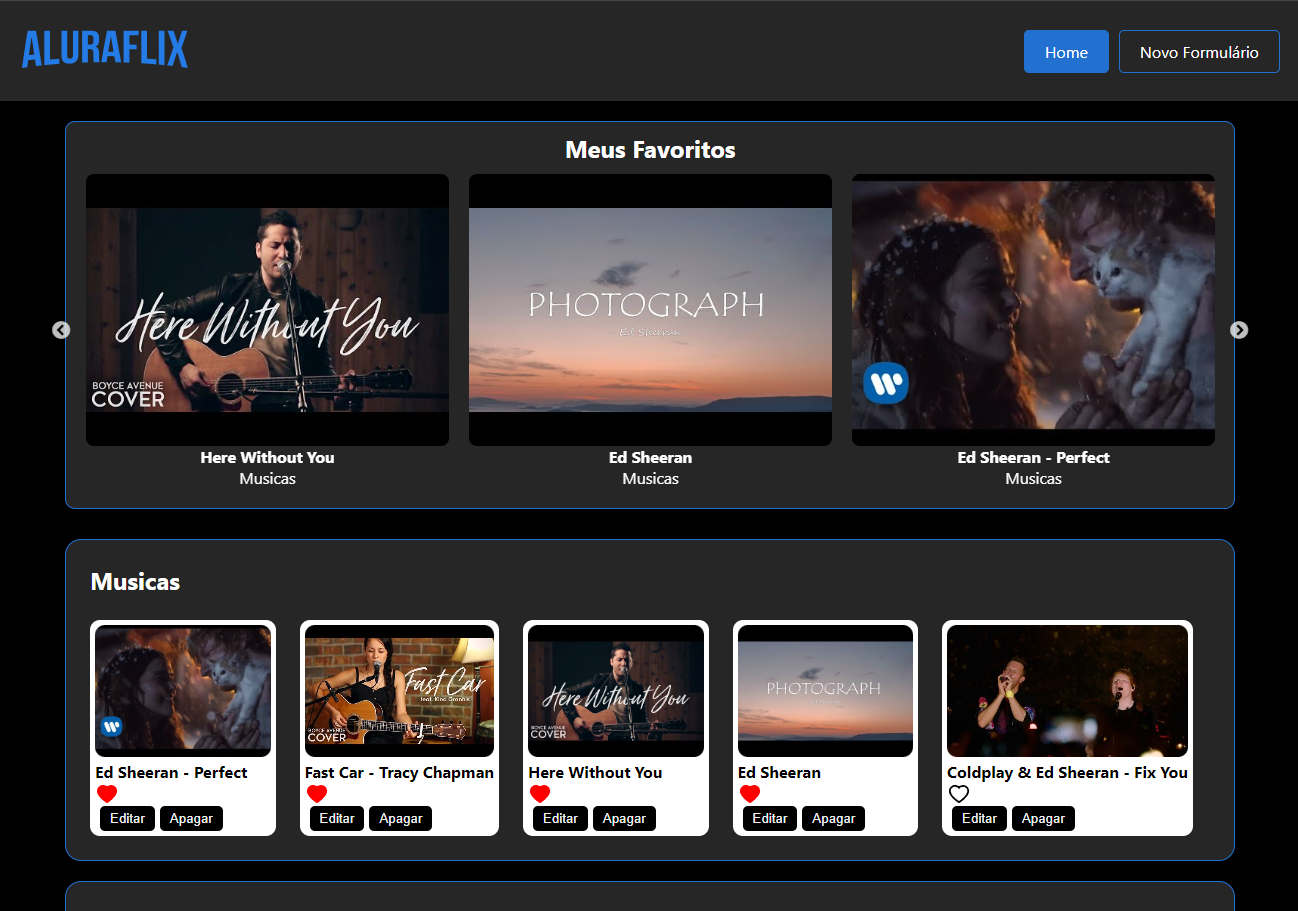 ALURAFLIX
Home
Novo Formulário
Meus Favoritos
Here Without You
BOYCE AVENUE
COVER
PHOTOGRAPH
Ed Sheeran
Here Without You
Musicas
Ed Sheeran
Musicas
Ed Sheeran - Perfect
Musicas
Musicas
Fast Car
feat. Kina Grannis
BOYCE AVENUE
COVER
Here Without You
BOYCE AVENUE
COVER
PHOTOGRAPH
Ed Sheeran - Perfect
Editar
Apagar
Fast Car - Tracy Chapman
Editar
Apagar
Here Without You
Editar
Apagar
Ed Sheeran
Editar
Apagar
Coldplay & Ed Sheeran - Fix You
Editar
Apagar